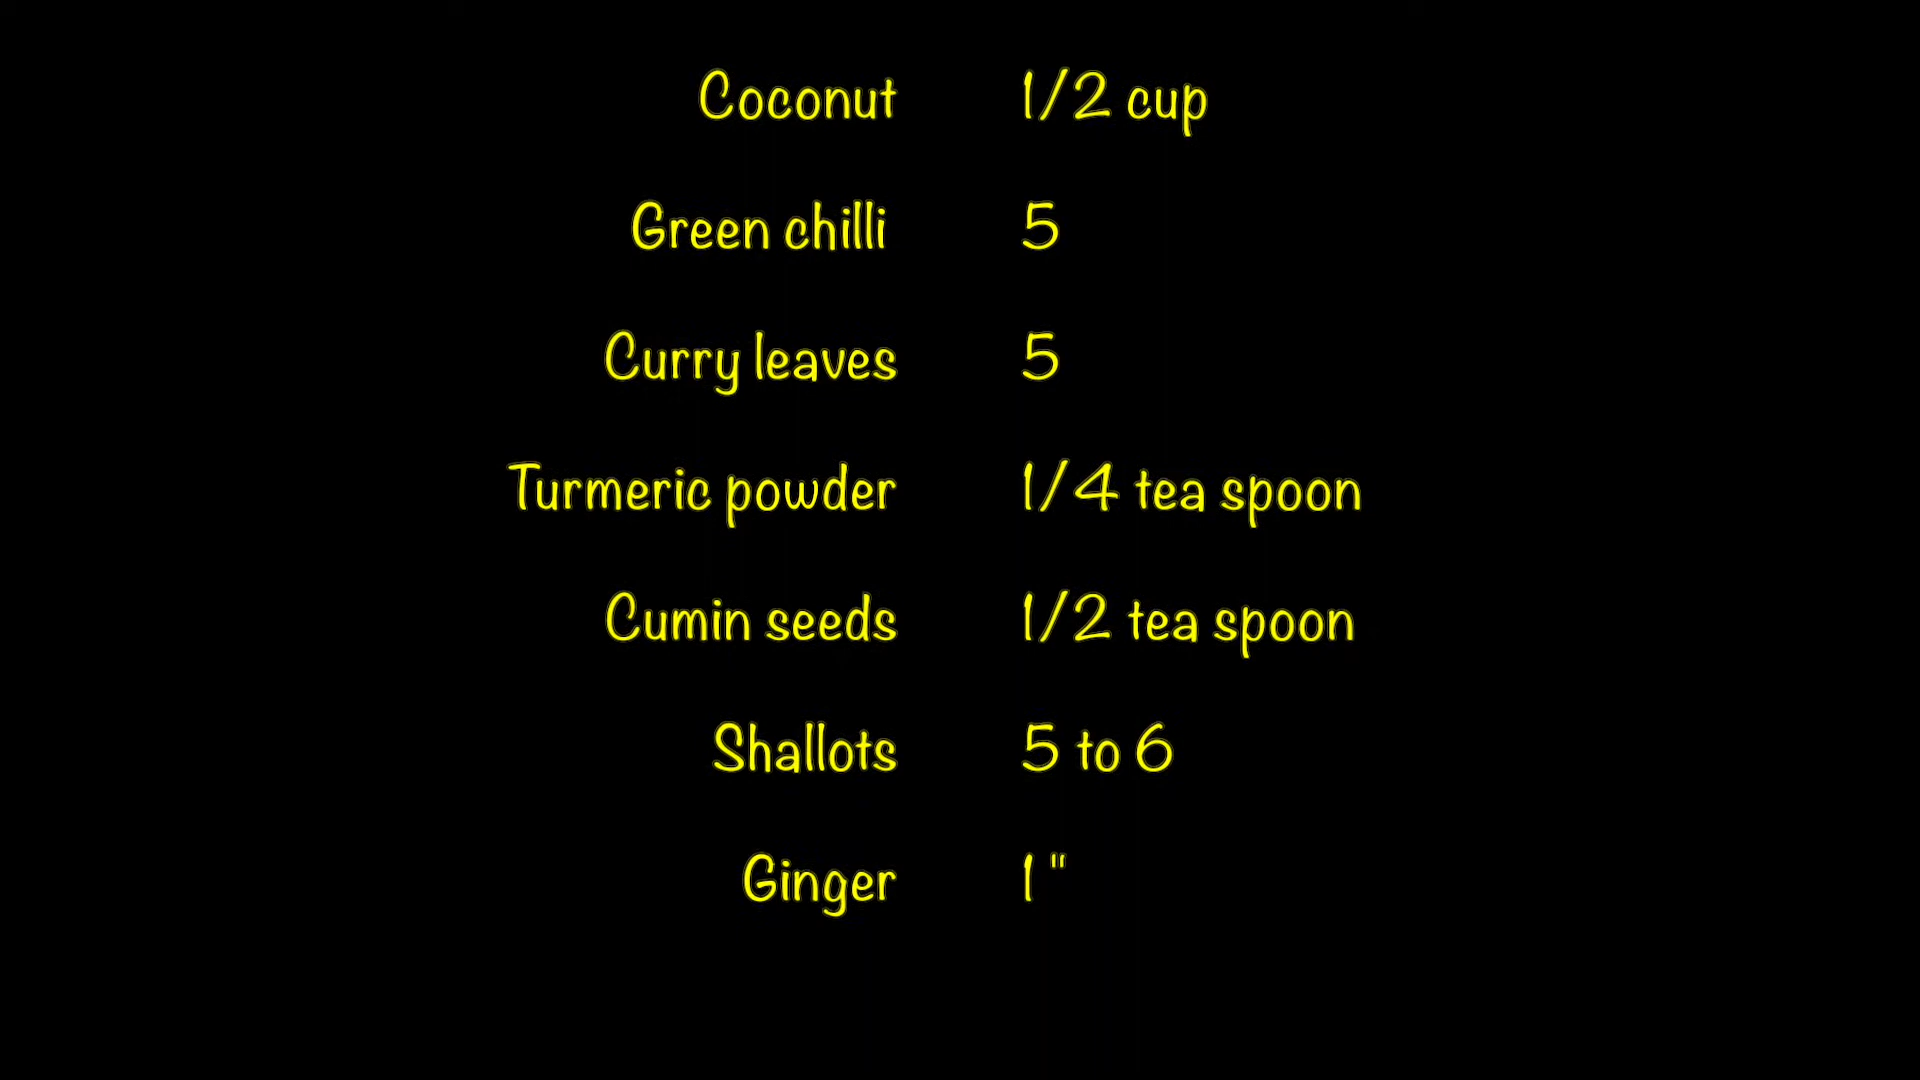 Coconut 1/2 cup
Green chilli 5
Curry leaves 5
Turmeric powder 1/4 tea spoon
Cumin seeds 1/2 tea spoon
Shallots 5 to 6
Ginger 1 "